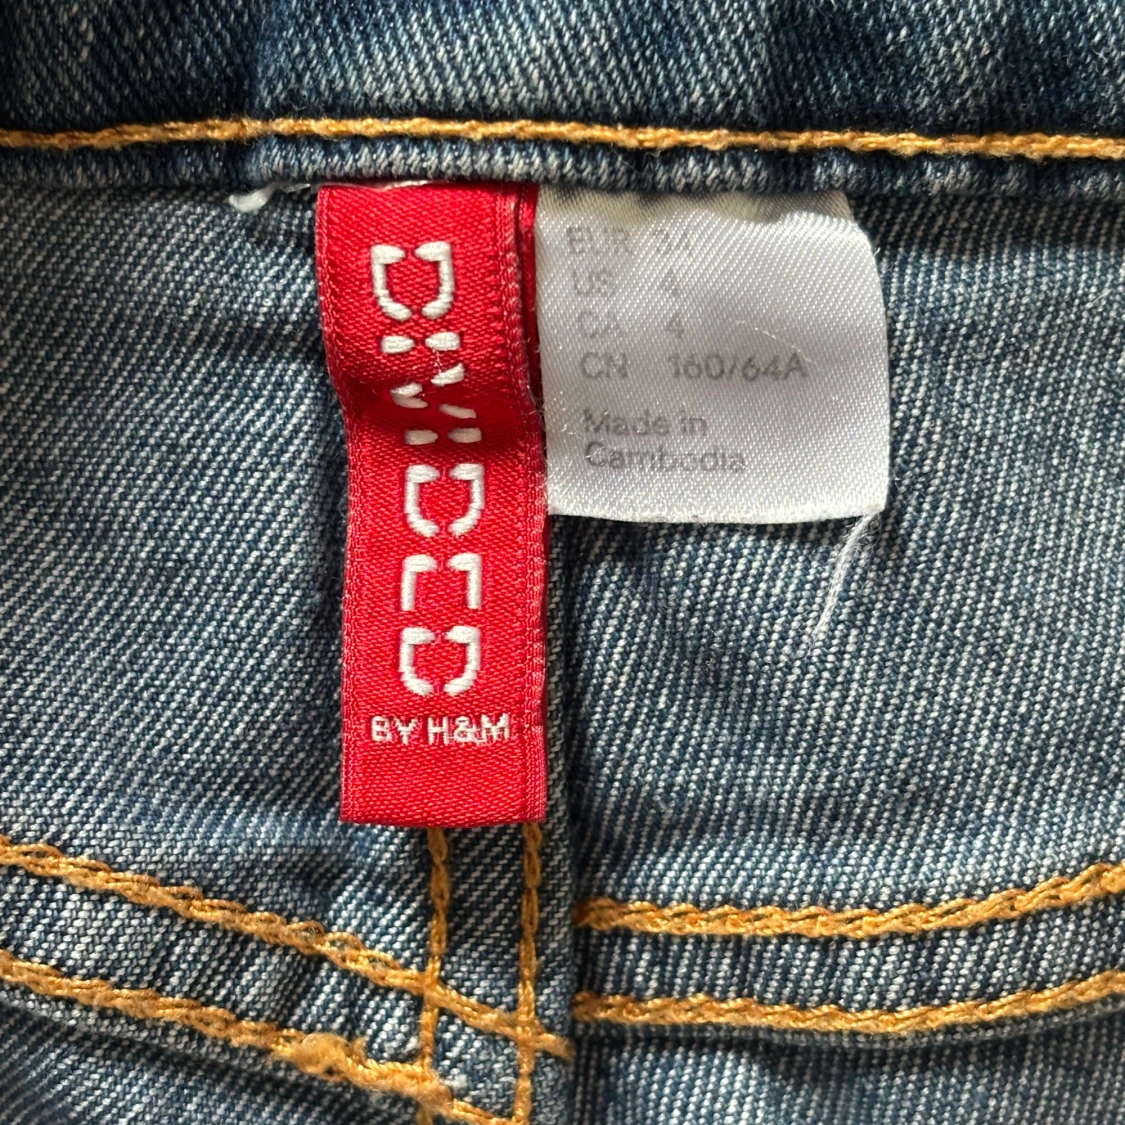 DIVIDED
BY H&M
EUR 34
US 4
CA 4
CN 160/64A
Made in
Cambodia